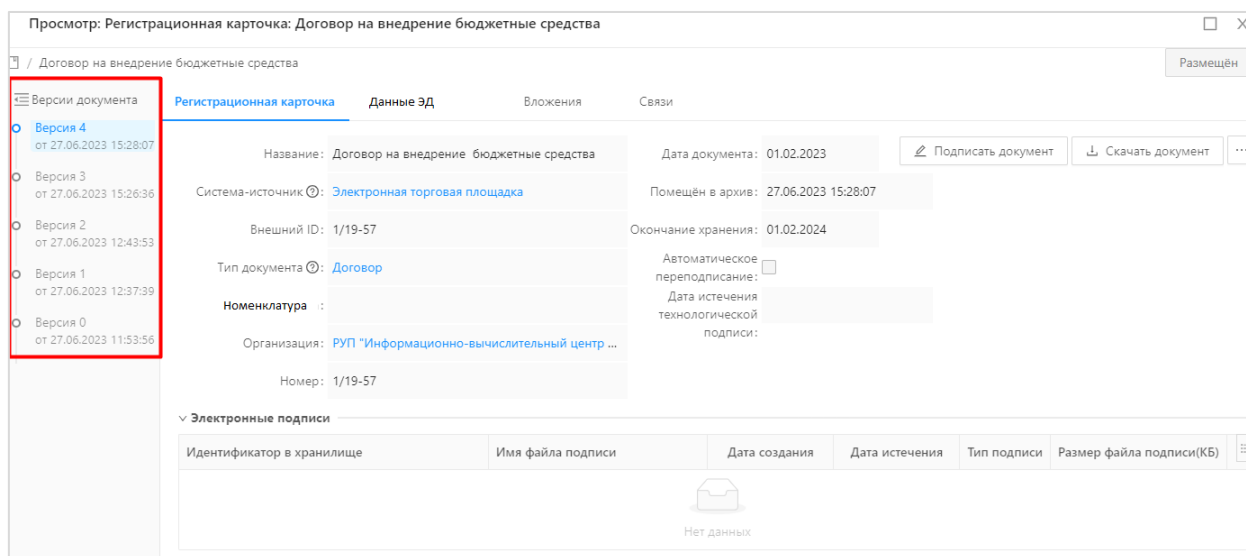 Просмотр: Регистрационная карточка: Договор на внедрение бюджетные средства
/ Договор на внедрение бюджетные средства
Размещён
Версии документа
Версия 4
от 27.06.2023 15:28:07
Версия 3
от 27.06.2023 15:26:36
Версия 2
от 27.06.2023 12:43:53
Версия 1
от 27.06.2023 12:37:39
Версия 0
от 27.06.2023 11:53:56
Регистрационная карточка Данные ЭД Вложения Связи
Подписать документ Скачать документ ...
Название: Договор на внедрение бюджетные средства
Система-источник ?: Электронная торговая площадка
Внешний ID: 1/19-57
Тип документа ?: Договор
Номенклатура :
Организация: РУП "Информационно-вычислительный центр ...
Номер: 1/19-57
Дата документа: 01.02.2023
Помещён в архив: 27.06.2023 15:28:07
Окончание хранения: 01.02.2024
Автоматическое
переподписание:
Дата истечения
технологической
подписи:
Электронные подписи
Идентификатор в хранилище Имя файла подписи Дата создания Дата истечения Тип подписи Размер файла подписи(КБ)
Нет данных